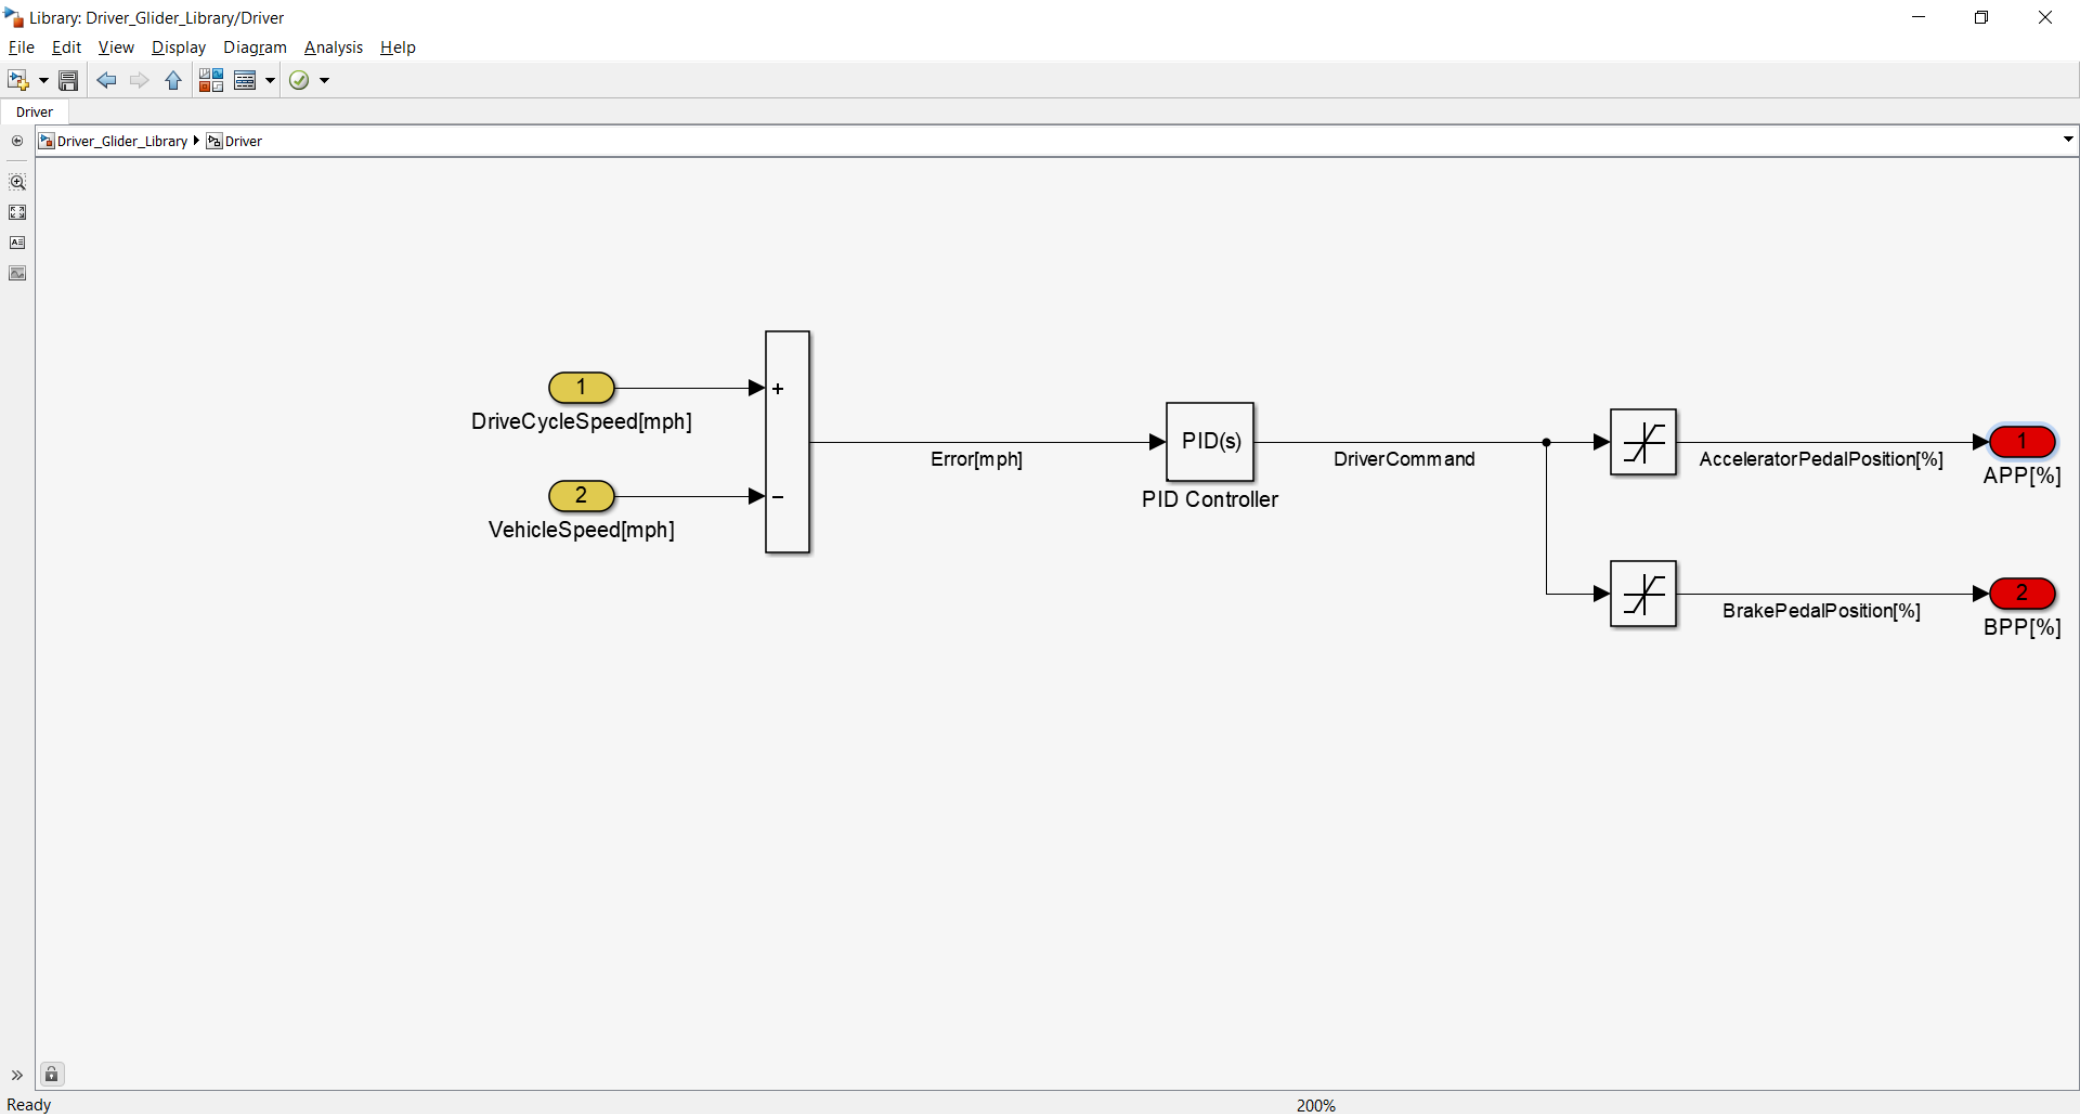 Library: Driver_Glider_Library/Driver
File Edit View Display Diagram Analysis Help
Driver
Driver_Glider_Library Driver
1
DriveCycleSpeed[mph]
2
VehicleSpeed[mph]
+
−
Error[mph]
PID(s)
PID Controller
DriverCommand
AcceleratorPedalPosition[%]
1
APP[%]
BrakePedalPosition[%]
2
BPP[%]
Ready
200%